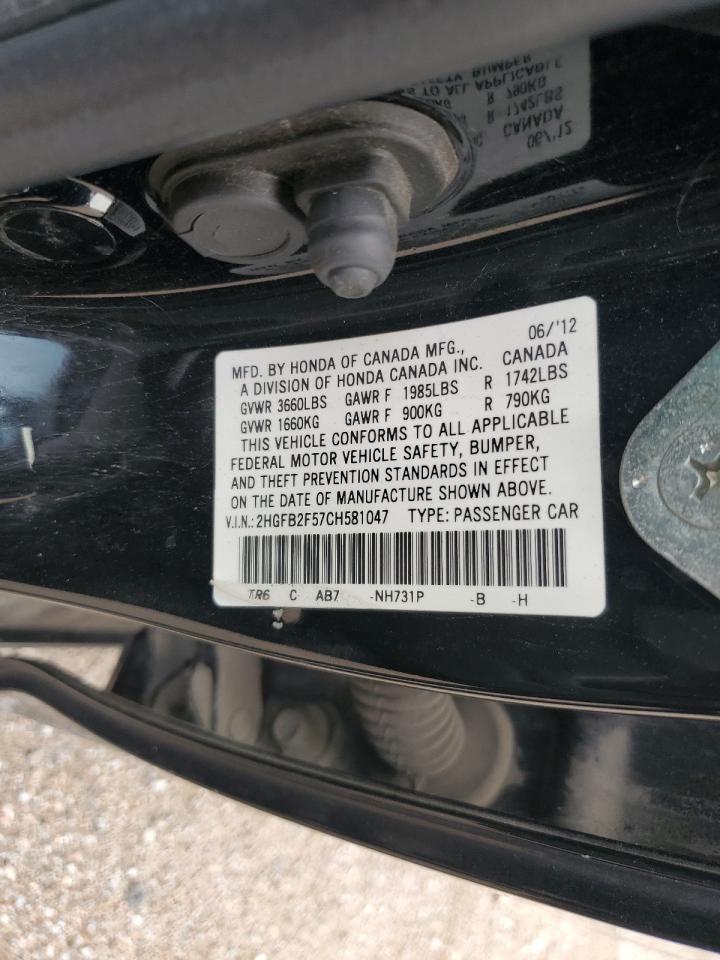 06/'12
MFD. BY HONDA OF CANADA MFG.,
A DIVISION OF HONDA CANADA INC. CANADA
GVWR 3660LBS GAWR F 1985LBS R 1742LBS
GVWR 1660KG GAWR F 900KG R 790KG
THIS VEHICLE CONFORMS TO ALL APPLICABLE
FEDERAL MOTOR VEHICLE SAFETY, BUMPER,
AND THEFT PREVENTION STANDARDS IN EFFECT
ON THE DATE OF MANUFACTURE SHOWN ABOVE.
V.I.N.: 2HGFB2F57CH581047 TYPE: PASSENGER CAR
TR6 C AB7 -NH731P -B -H